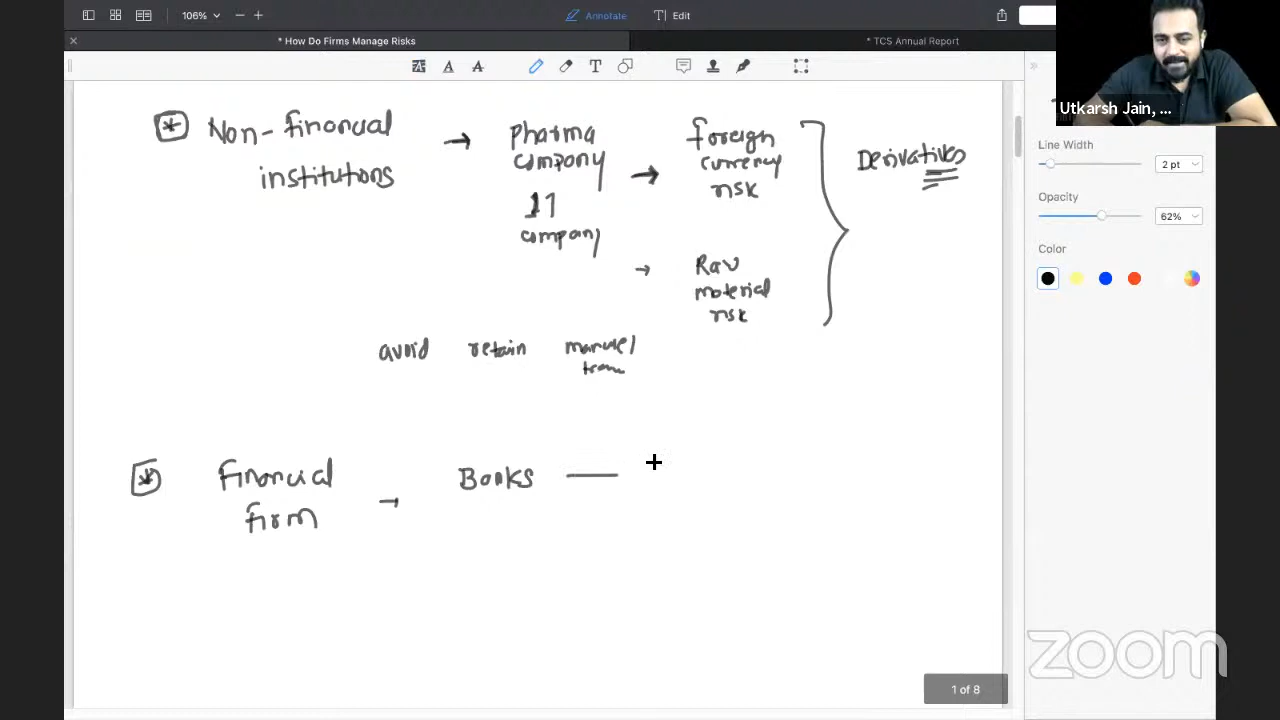 106%
Annotate
Edit
* How Do Firms Manage Risks
* TCS Annual Report
Utkarsh Jain, ...
Line Width
2 pt
Opacity
62%
Color
* Non-financial
institutions
→ pharma
company
IT
company
→ foreign
currency
risk
Derivatives
→ Raw
material
risk
avoid retain
* Financial
firm
→ Books —
1 of 8
zoom